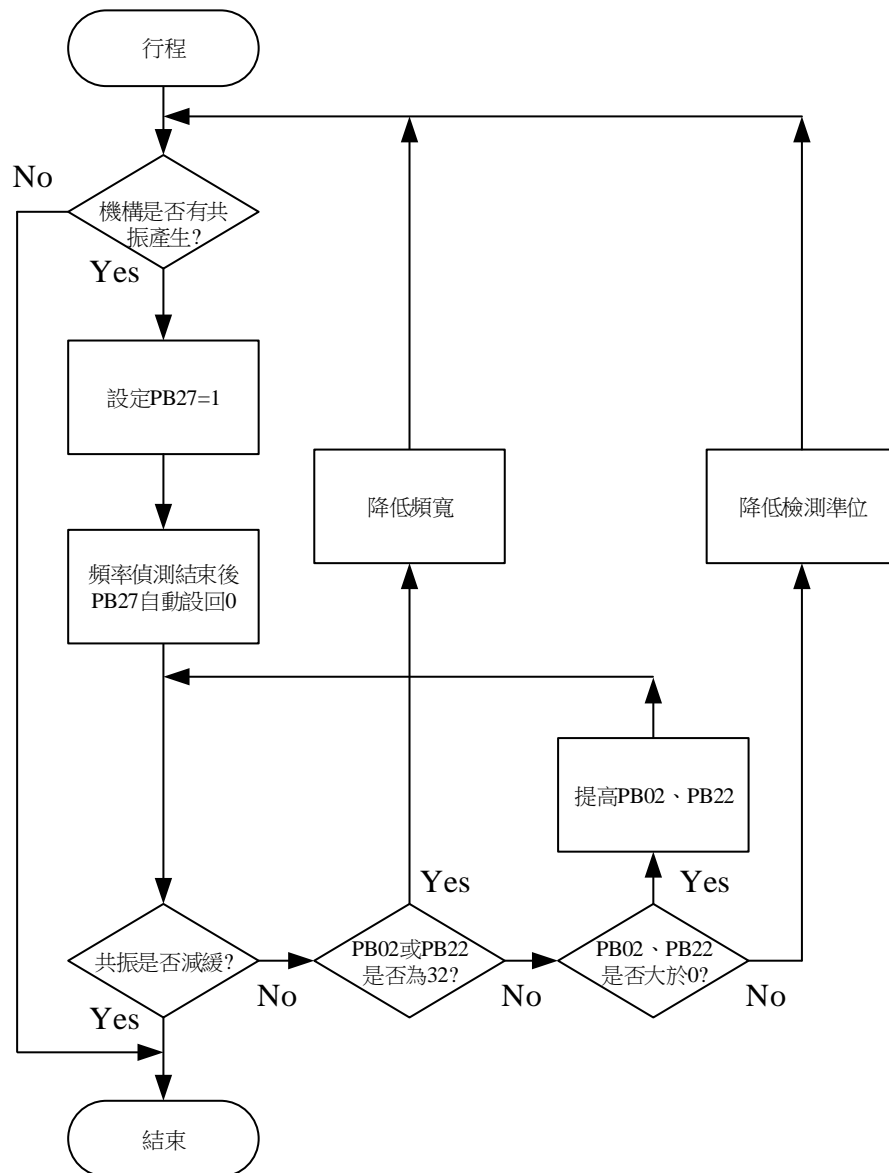 行程
No
機構是否有共
振產生?
Yes
設定PB27=1
降低頻寬
降低檢測準位
頻率偵測結束後
PB27自動設回0
提高PB02、PB22
Yes
Yes
共振是否減緩?
PB02或PB22
是否為32?
PB02、PB22
是否大於0?
No
No
No
Yes
結束